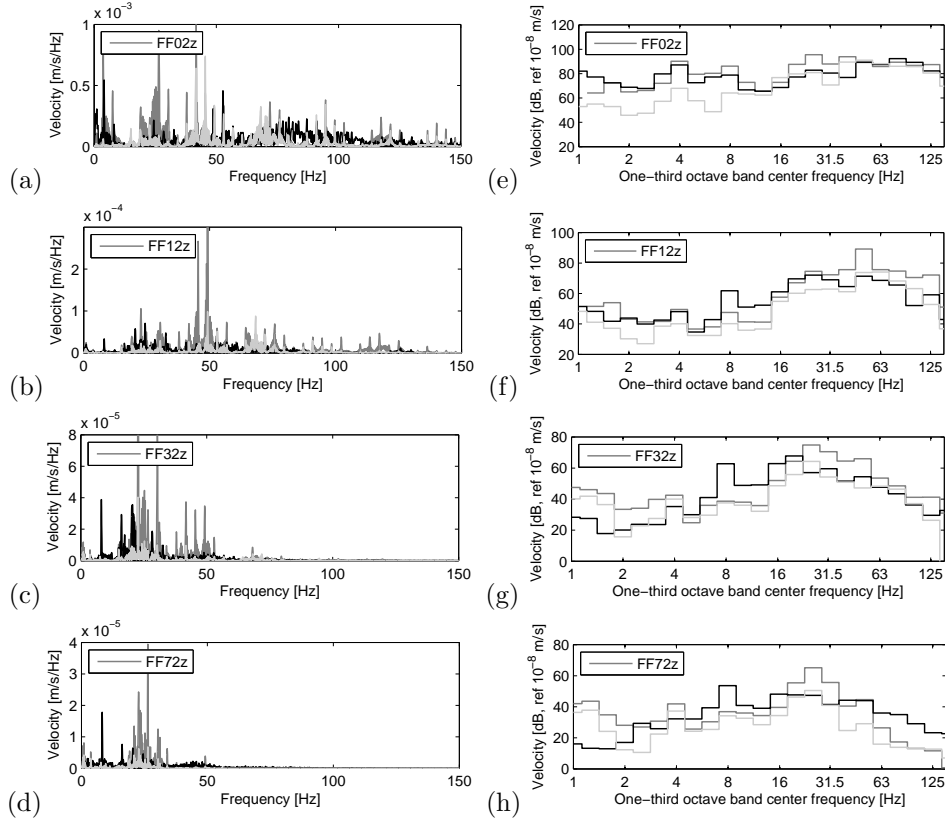 x 10⁻³
1
0.5
0
Velocity [m/s/Hz]
FF02z
0 50 100 150
Frequency [Hz]
(a)
120
100
80
60
40
20
Velocity [dB, ref 10⁻⁸ m/s]
FF02z
1 2 4 8 16 31.5 63 125
One−third octave band center frequency [Hz]
(e)
x 10⁻⁴
2
1
0
Velocity [m/s/Hz]
FF12z
0 50 100 150
Frequency [Hz]
(b)
100
80
60
40
20
Velocity [dB, ref 10⁻⁸ m/s]
FF12z
1 2 4 8 16 31.5 63 125
One−third octave band center frequency [Hz]
(f)
x 10⁻⁵
8
6
4
2
0
Velocity [m/s/Hz]
FF32z
0 50 100 150
Frequency [Hz]
(c)
80
60
40
20
0
Velocity [dB, ref 10⁻⁸ m/s]
FF32z
1 2 4 8 16 31.5 63 125
One−third octave band center frequency [Hz]
(g)
x 10⁻⁵
4
3
2
1
0
Velocity [m/s/Hz]
FF72z
0 50 100 150
Frequency [Hz]
(d)
80
60
40
20
0
Velocity [dB, ref 10⁻⁸ m/s]
FF72z
1 2 4 8 16 31.5 63 125
One−third octave band center frequency [Hz]
(h)